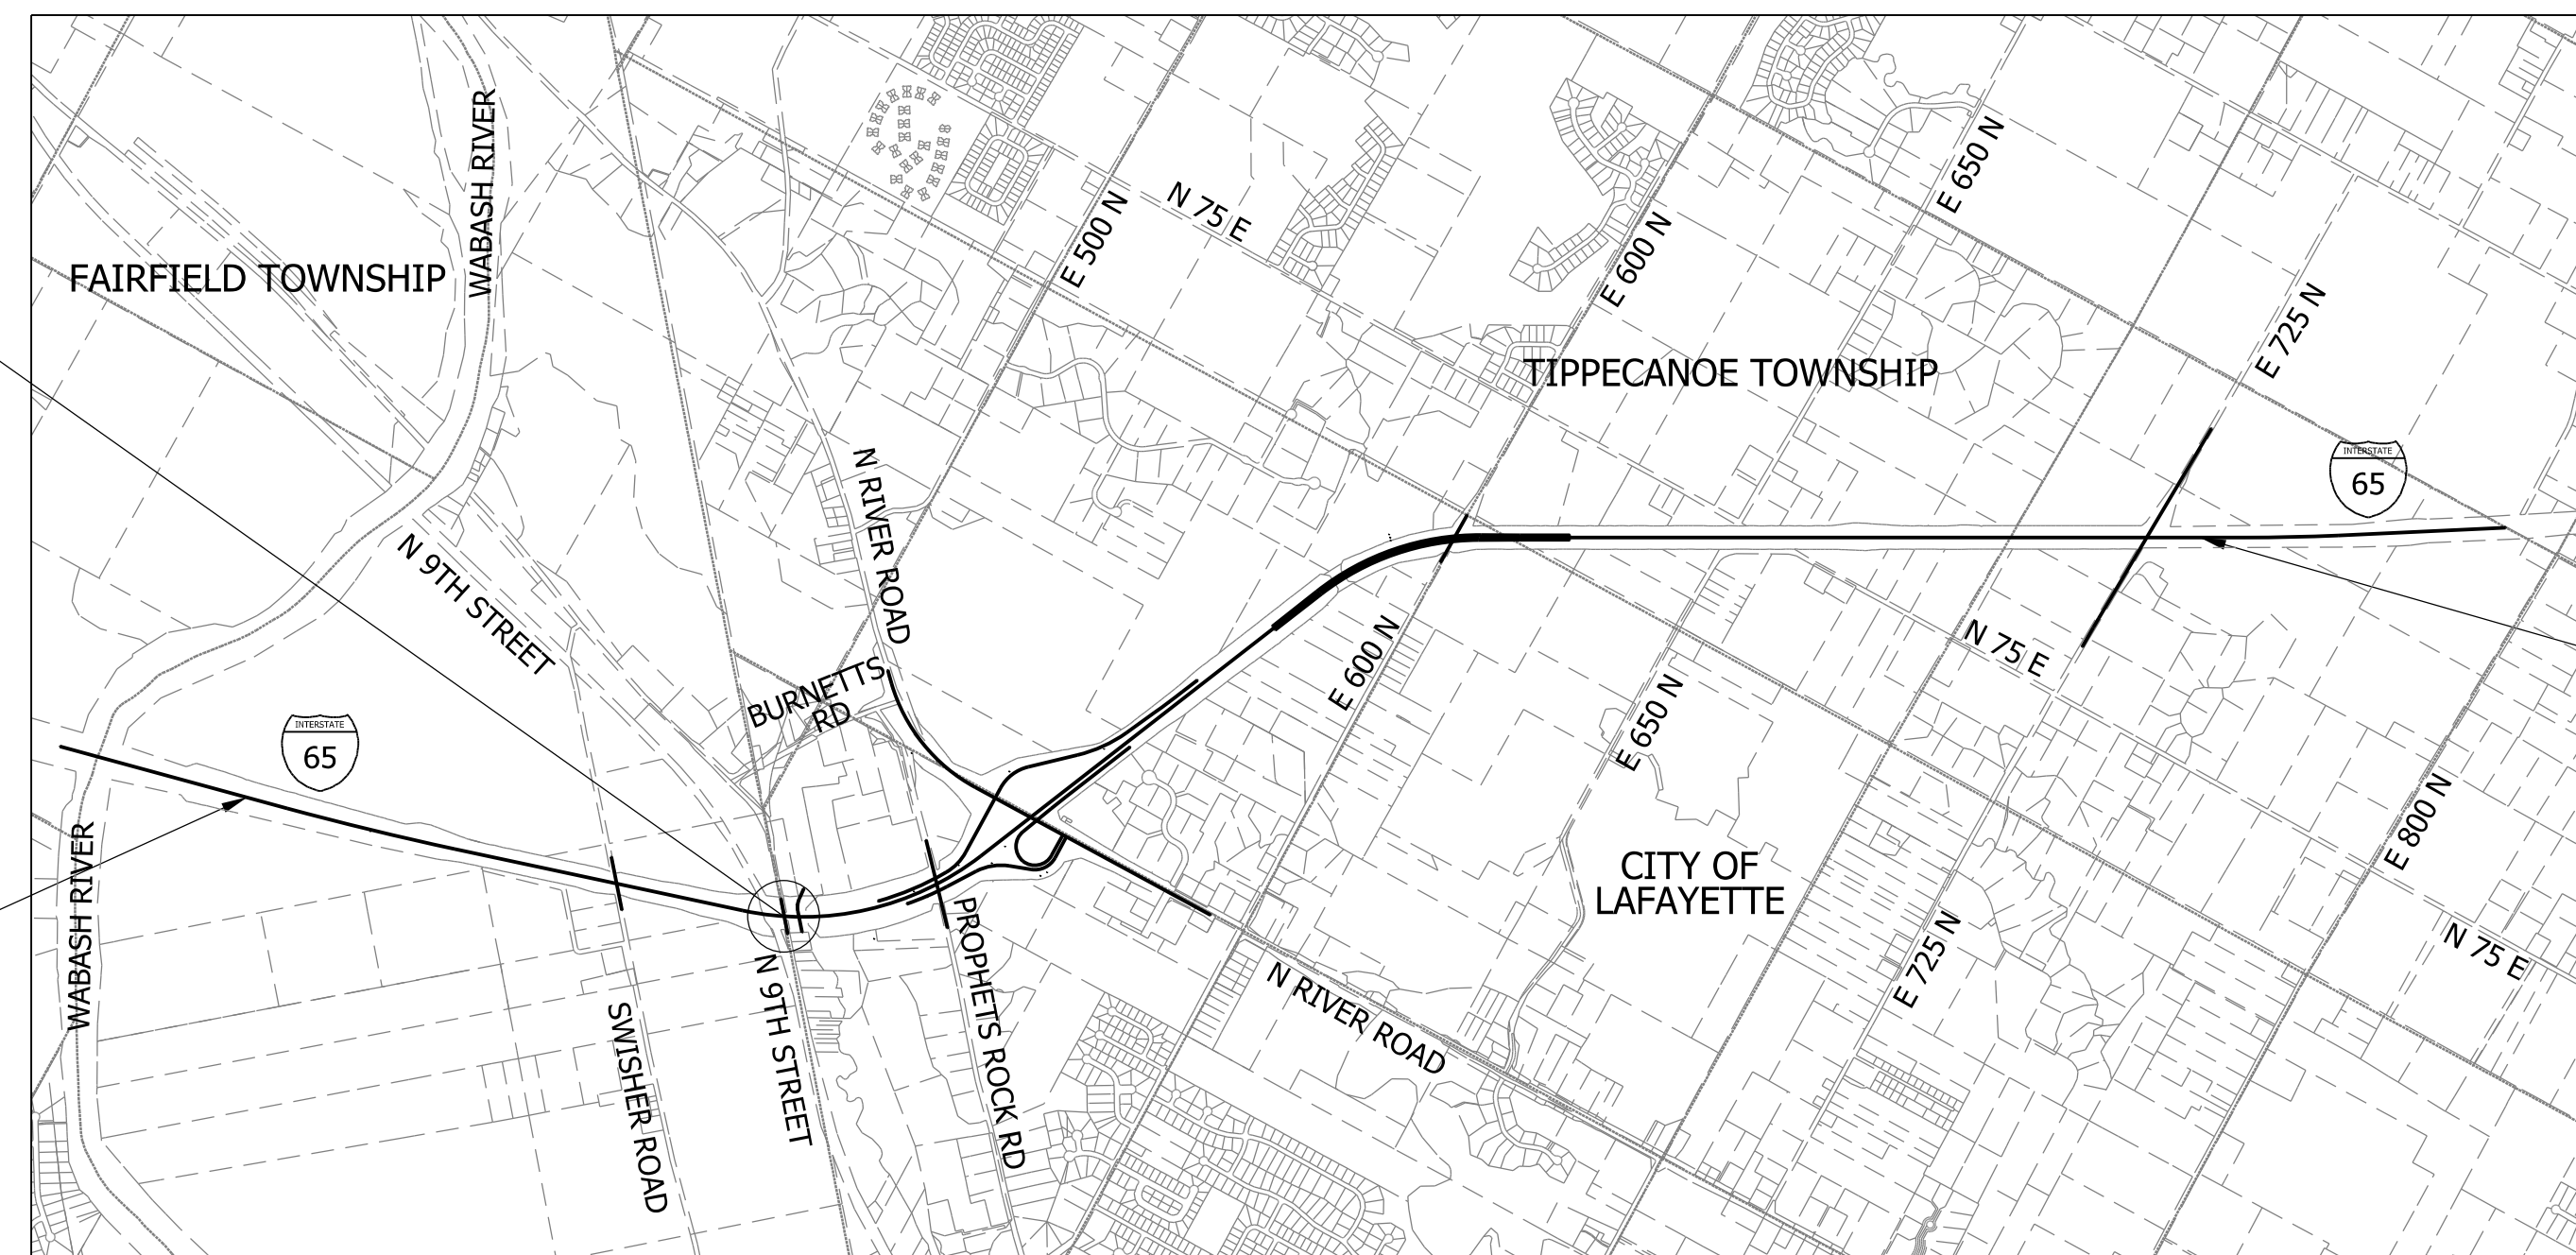 WABASH RIVER
E 650 N
N 75 E
E 500 N
E 600 N
FAIRFIELD TOWNSHIP
E 725 N
TIPPECANOE TOWNSHIP
INTERSTATE
65
N RIVER ROAD
N 9TH STREET
E 600 N
N 75 E
BURNETTS
RD
E 650 N
INTERSTATE
65
E 800 N
CITY OF
LAFAYETTE
WABASH RIVER
E 725 N
N 75 E
PROPHETS ROCK RD
N 9TH STREET
N RIVER ROAD
SWISHER ROAD